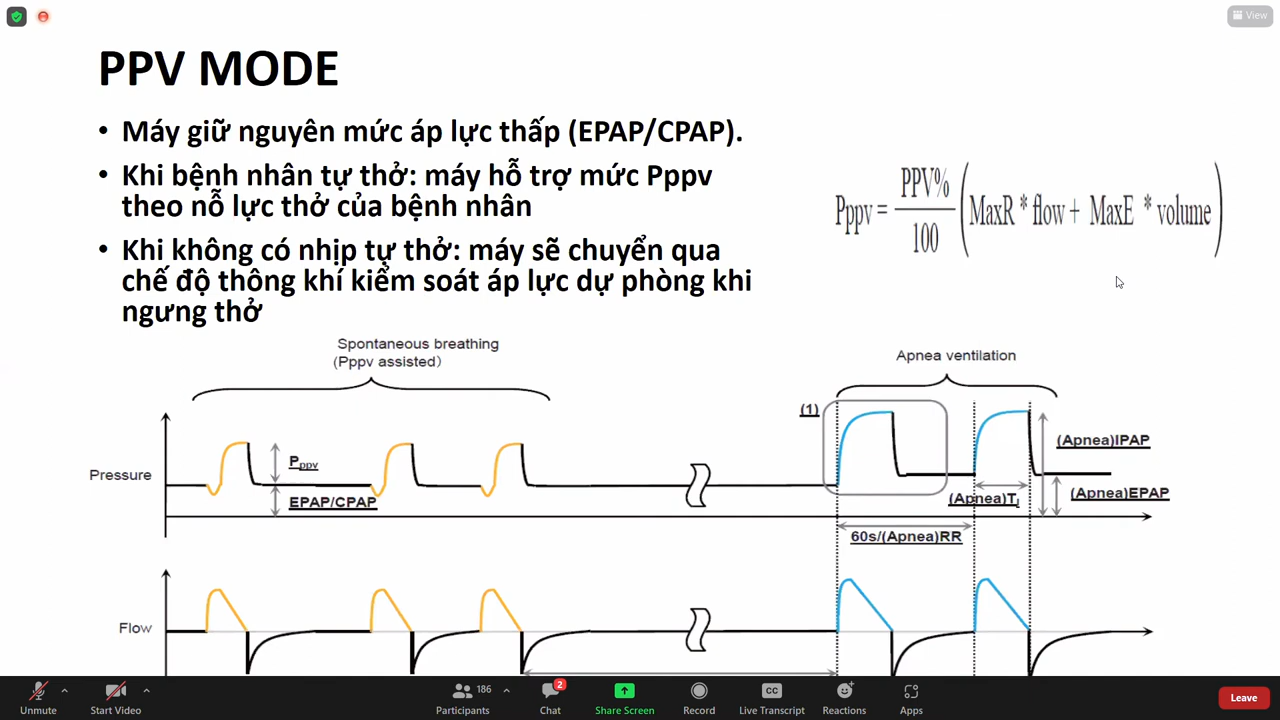 View
PPV MODE
• Máy giữ nguyên mức áp lực thấp (EPAP/CPAP).
• Khi bệnh nhân tự thở: máy hỗ trợ mức Pppv
theo nỗ lực thở của bệnh nhân
• Khi không có nhịp tự thở: máy sẽ chuyển qua
chế độ thông khí kiểm soát áp lực dự phòng khi
ngưng thở
Pppv = PPV% / 100 (MaxR * flow + MaxE * volume)
Spontaneous breathing
(Pppv assisted)
Apnea ventilation
(1)
Pressure
Pppv
EPAP/CPAP
(Apnea)IPAP
(Apnea)EPAP
(Apnea)TI
60s/(Apnea)RR
Flow
Unmute
Start Video
186
Participants
2
Chat
Share Screen
Record
CC
Live Transcript
Reactions
Apps
Leave